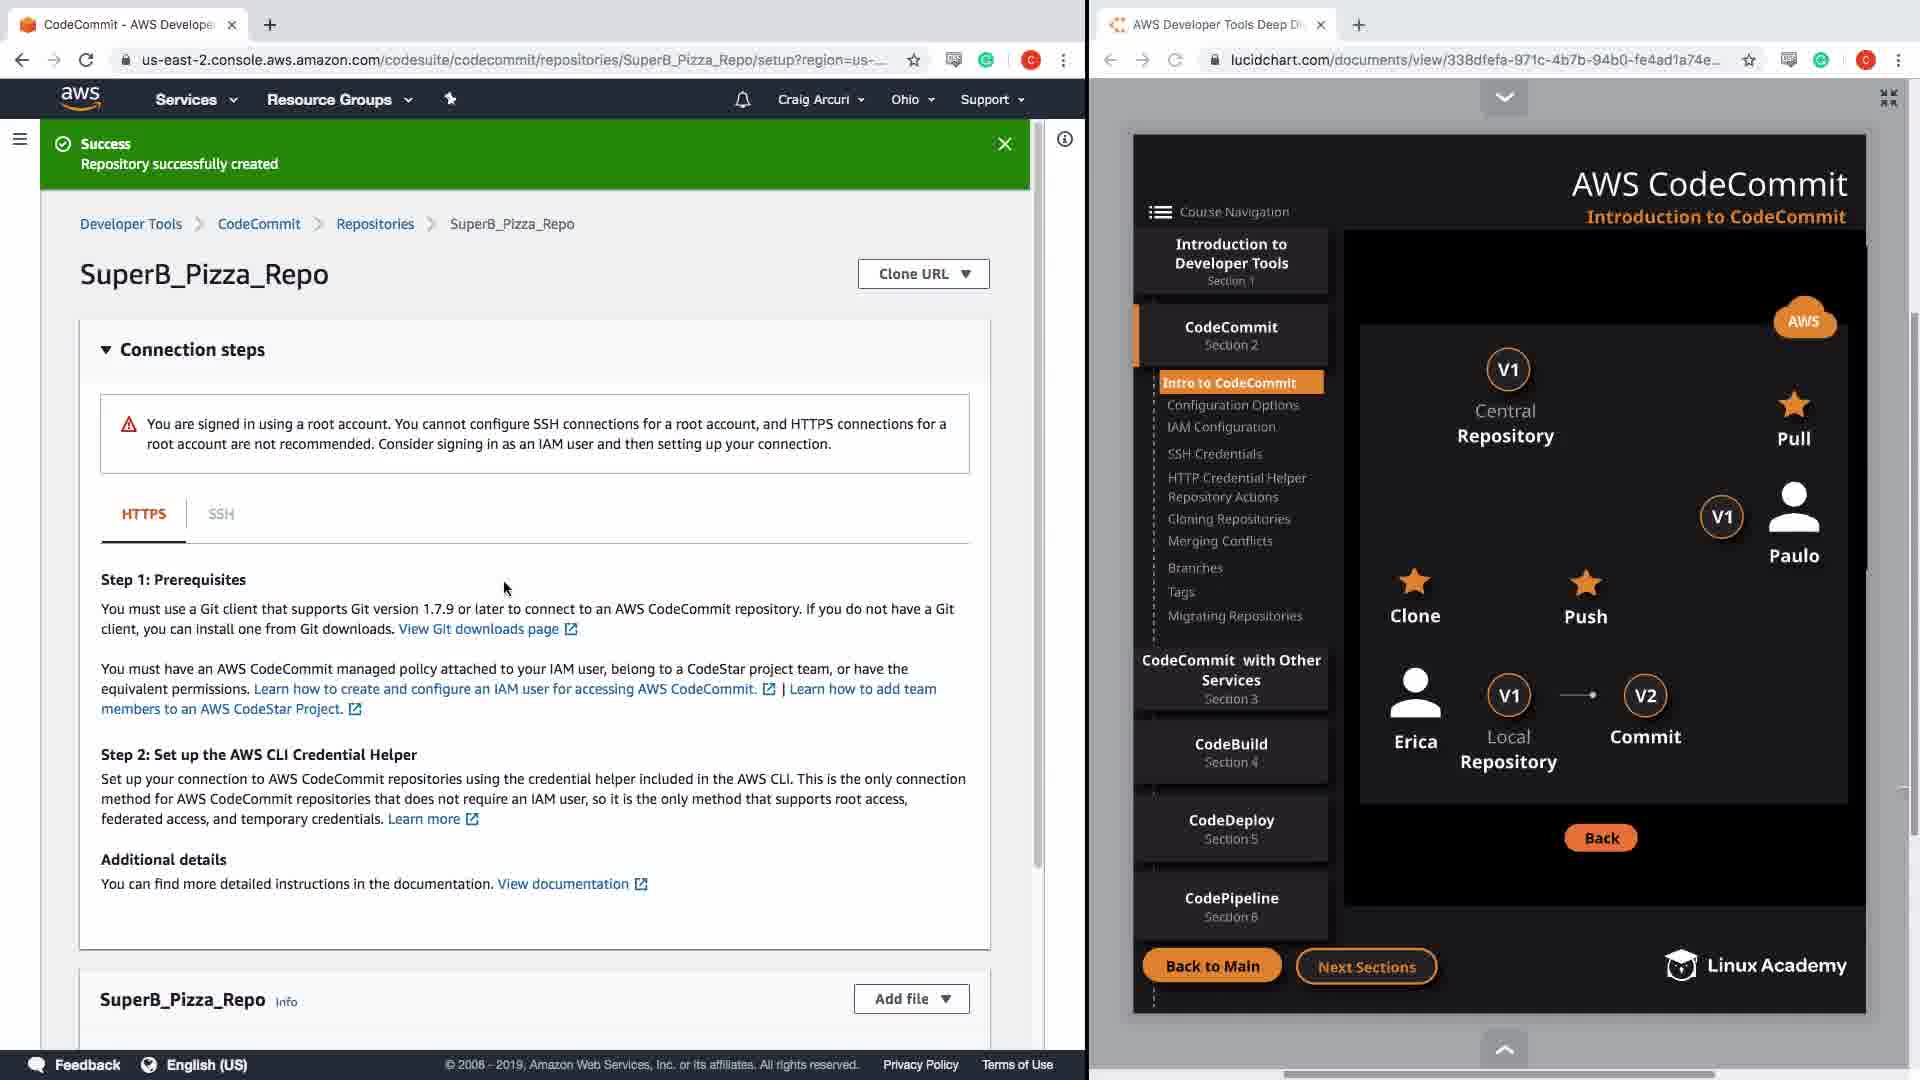 CodeCommit - AWS Develope
us-east-2.console.aws.amazon.com/codesuite/codecommit/repositories/SuperB_Pizza_Repo/setup?region=us-...
C
aws
Services
Resource Groups
Craig Arcuri
Ohio
Support
Success
Repository successfully created
Developer Tools
CodeCommit
Repositories
SuperB_Pizza_Repo
SuperB_Pizza_Repo
Clone URL
Connection steps
You are signed in using a root account. You cannot configure SSH connections for a root account, and HTTPS connections for a
root account are not recommended. Consider signing in as an IAM user and then setting up your connection.
HTTPS
SSH
Step 1: Prerequisites
You must use a Git client that supports Git version 1.7.9 or later to connect to an AWS CodeCommit repository. If you do not have a Git
client, you can install one from Git downloads. View Git downloads page
You must have an AWS CodeCommit managed policy attached to your IAM user, belong to a CodeStar project team, or have the
equivalent permissions. Learn how to create and configure an IAM user for accessing AWS CodeCommit. | Learn how to add team
members to an AWS CodeStar Project.
Step 2: Set up the AWS CLI Credential Helper
Set up your connection to AWS CodeCommit repositories using the credential helper included in the AWS CLI. This is the only connection
method for AWS CodeCommit repositories that does not require an IAM user, so it is the only method that supports root access,
federated access, and temporary credentials. Learn more
Additional details
You can find more detailed instructions in the documentation. View documentation
SuperB_Pizza_Repo Info
Add file
Feedback
English (US)
© 2008 - 2019, Amazon Web Services, Inc. or its affiliates. All rights reserved.
Privacy Policy
Terms of Use
AWS Developer Tools Deep Di
lucidchart.com/documents/view/338dfefa-971c-4b7b-94b0-fe4ad1a74e...
C
AWS CodeCommit
Introduction to CodeCommit
Course Navigation
Introduction to
Developer Tools
Section 1
CodeCommit
Section 2
Intro to CodeCommit
Configuration Options
IAM Configuration
SSH Credentials
HTTP Credential Helper
Repository Actions
Cloning Repositories
Merging Conflicts
Branches
Tags
Migrating Repositories
CodeCommit with Other
Services
Section 3
CodeBuild
Section 4
CodeDeploy
Section 5
CodePipeline
Section 6
Back to Main
Next Sections
AWS
V1
Central
Repository
Pull
V1
Paulo
Clone
Push
Erica
V1
Local
Repository
V2
Commit
Back
Linux Academy